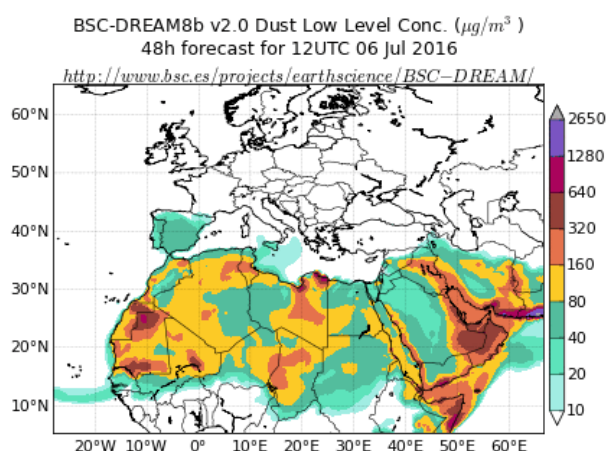 BSC-DREAM8b v2.0 Dust Low Level Conc. (μg/m³ )
48h forecast for 12UTC 06 Jul 2016
http://www.bsc.es/projects/earthscience/BSC−DREAM/
60°N
50°N
40°N
30°N
20°N
10°N
20°W 10°W 0° 10°E 20°E 30°E 40°E 50°E 60°E
2650
1280
640
320
160
80
40
20
10